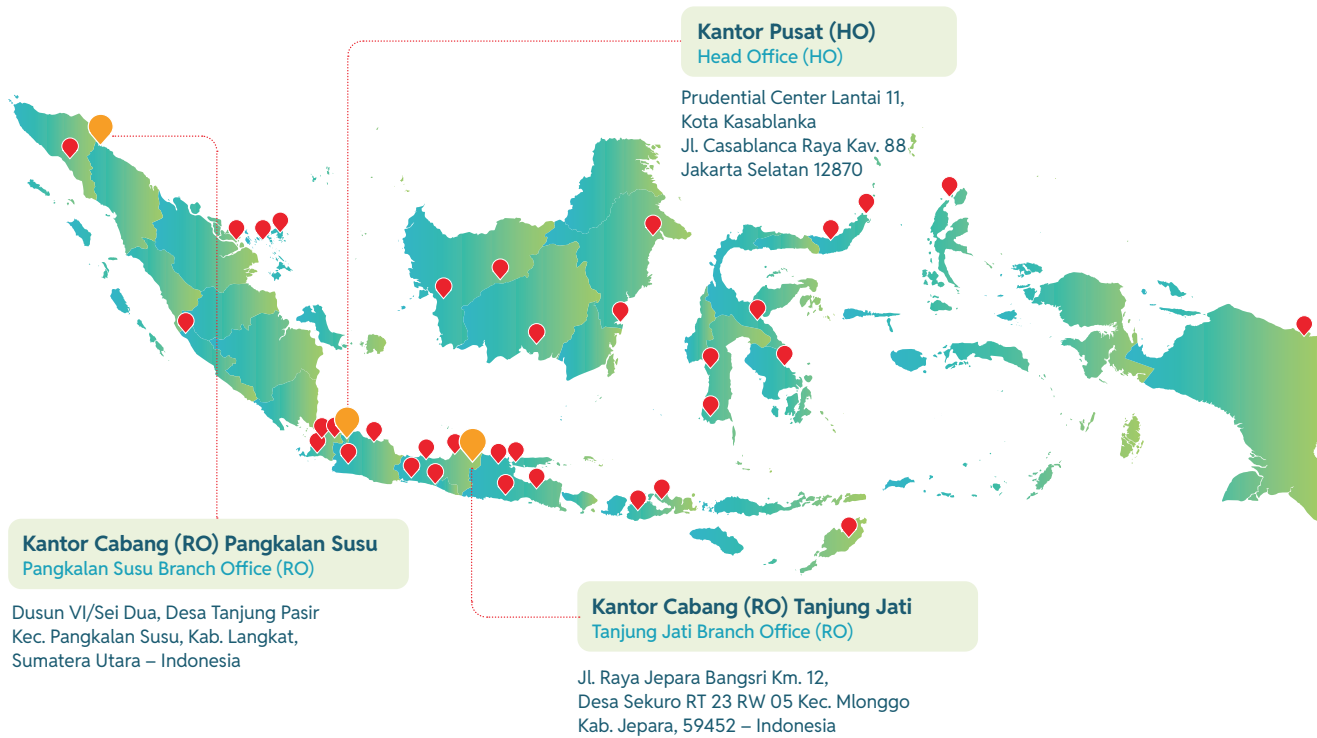 Kantor Pusat (HO)
Head Office (HO)
Prudential Center Lantai 11,
Kota Kasablanka
Jl. Casablanca Raya Kav. 88
Jakarta Selatan 12870
Kantor Cabang (RO) Pangkalan Susu
Pangkalan Susu Branch Office (RO)
Dusun VI/Sei Dua, Desa Tanjung Pasir
Kec. Pangkalan Susu, Kab. Langkat,
Sumatera Utara – Indonesia
Kantor Cabang (RO) Tanjung Jati
Tanjung Jati Branch Office (RO)
Jl. Raya Jepara Bangsri Km. 12,
Desa Sekuro RT 23 RW 05 Kec. Mlonggo
Kab. Jepara, 59452 – Indonesia